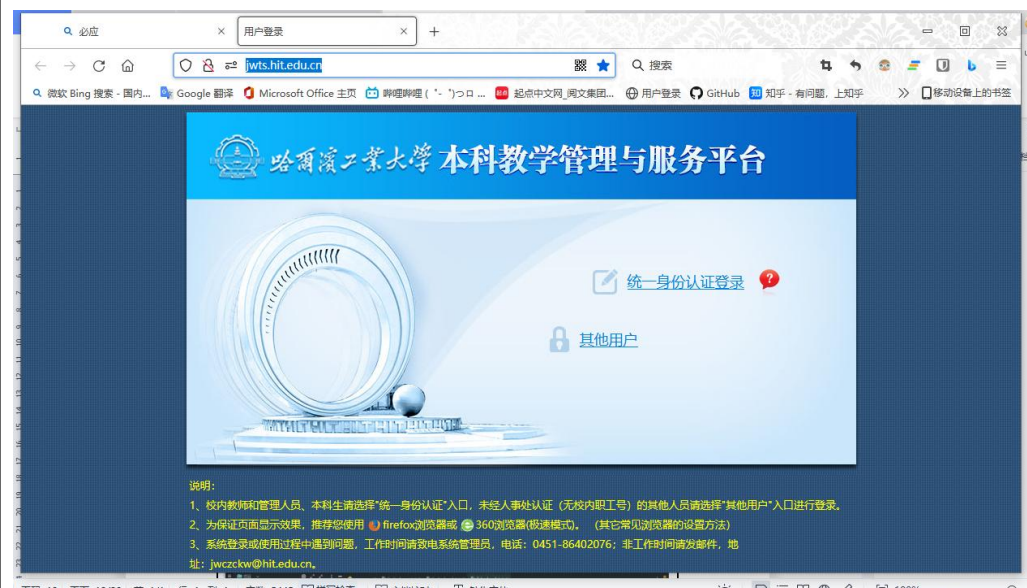 必应
用户登录
jwts.hit.edu.cn
搜索
微软 Bing 搜索 - 国内...
Google 翻译
Microsoft Office 主页
哔哩哔哩 ( ゜- ゜)つロ ...
起点中文网_阅文集团...
用户登录
GitHub
知乎 - 有问题，上知乎
移动设备上的书签
哈尔滨工业大学 本科教学管理与服务平台
统一身份认证登录
其他用户
说明：
1、校内教师和管理人员、本科生请选择"统一身份认证"入口，未经人事处认证（无校内职工号）的其他人员请选择"其他用户"入口进行登录。
2、为保证页面显示效果，推荐您使用 firefox浏览器或 360浏览器(极速模式)。（其它常见浏览器的设置方法）
3、系统登录或使用过程中遇到问题，工作时间请致电系统管理员，电话：0451-86402076；非工作时间请发邮件，地
址：jwczckw@hit.edu.cn。